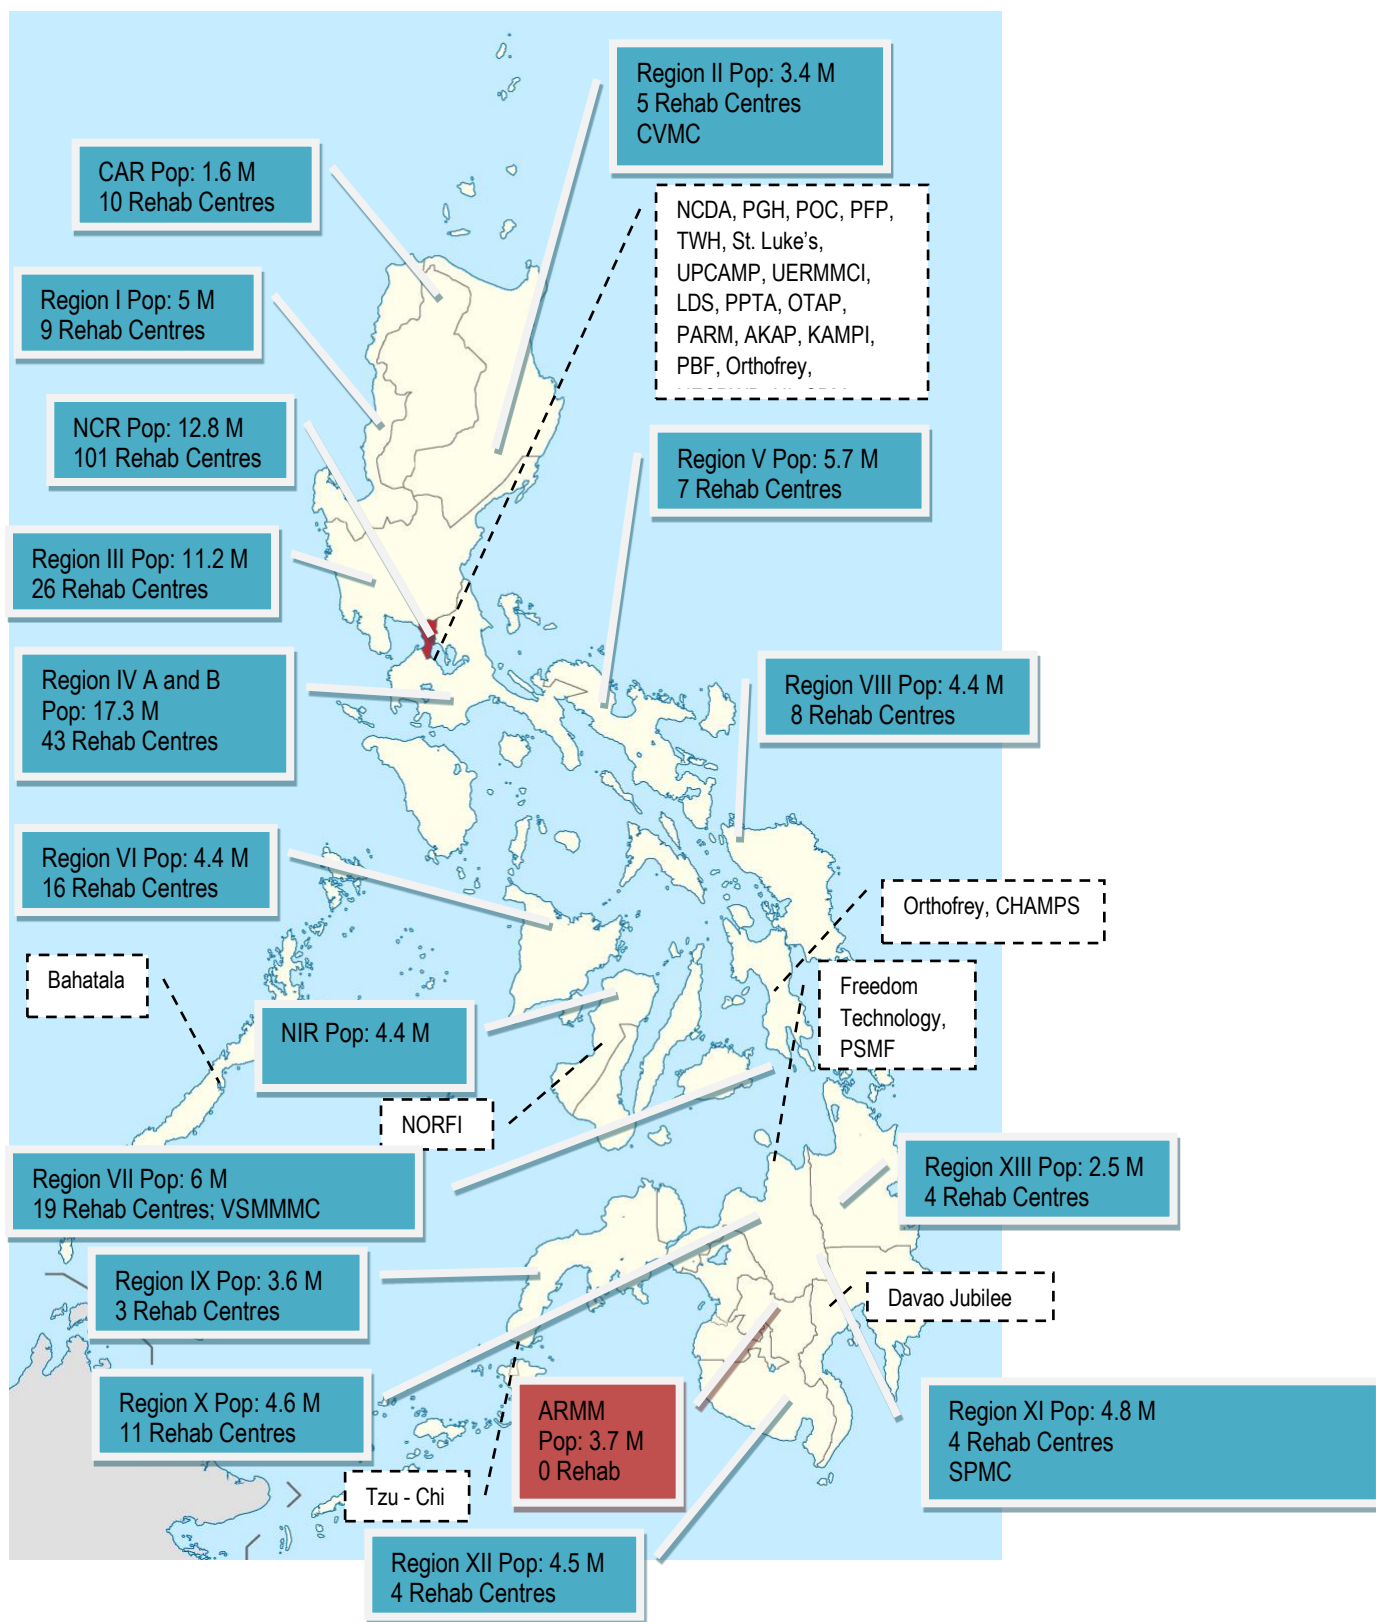 Region II Pop: 3.4 M
5 Rehab Centres
CVMC
CAR Pop: 1.6 M
10 Rehab Centres
NCDA, PGH, POC, PFP,
TWH, St. Luke’s,
UPCAMP, UERMMCI,
LDS, PPTA, OTAP,
PARM, AKAP, KAMPI,
PBF, Orthofrey,
Region I Pop: 5 M
9 Rehab Centres
NCR Pop: 12.8 M
101 Rehab Centres
Region V Pop: 5.7 M
7 Rehab Centres
Region III Pop: 11.2 M
26 Rehab Centres
Region IV A and B
Pop: 17.3 M
43 Rehab Centres
Region VIII Pop: 4.4 M
8 Rehab Centres
Region VI Pop: 4.4 M
16 Rehab Centres
Orthofrey, CHAMPS
Bahatala
Freedom
Technology,
PSMF
NIR Pop: 4.4 M
NORFI
Region VII Pop: 6 M
19 Rehab Centres; VSMMMC
Region XIII Pop: 2.5 M
4 Rehab Centres
Region IX Pop: 3.6 M
3 Rehab Centres
Davao Jubilee
Region X Pop: 4.6 M
11 Rehab Centres
ARMM
Pop: 3.7 M
0 Rehab
Region XI Pop: 4.8 M
4 Rehab Centres
SPMC
Tzu - Chi
Region XII Pop: 4.5 M
4 Rehab Centres